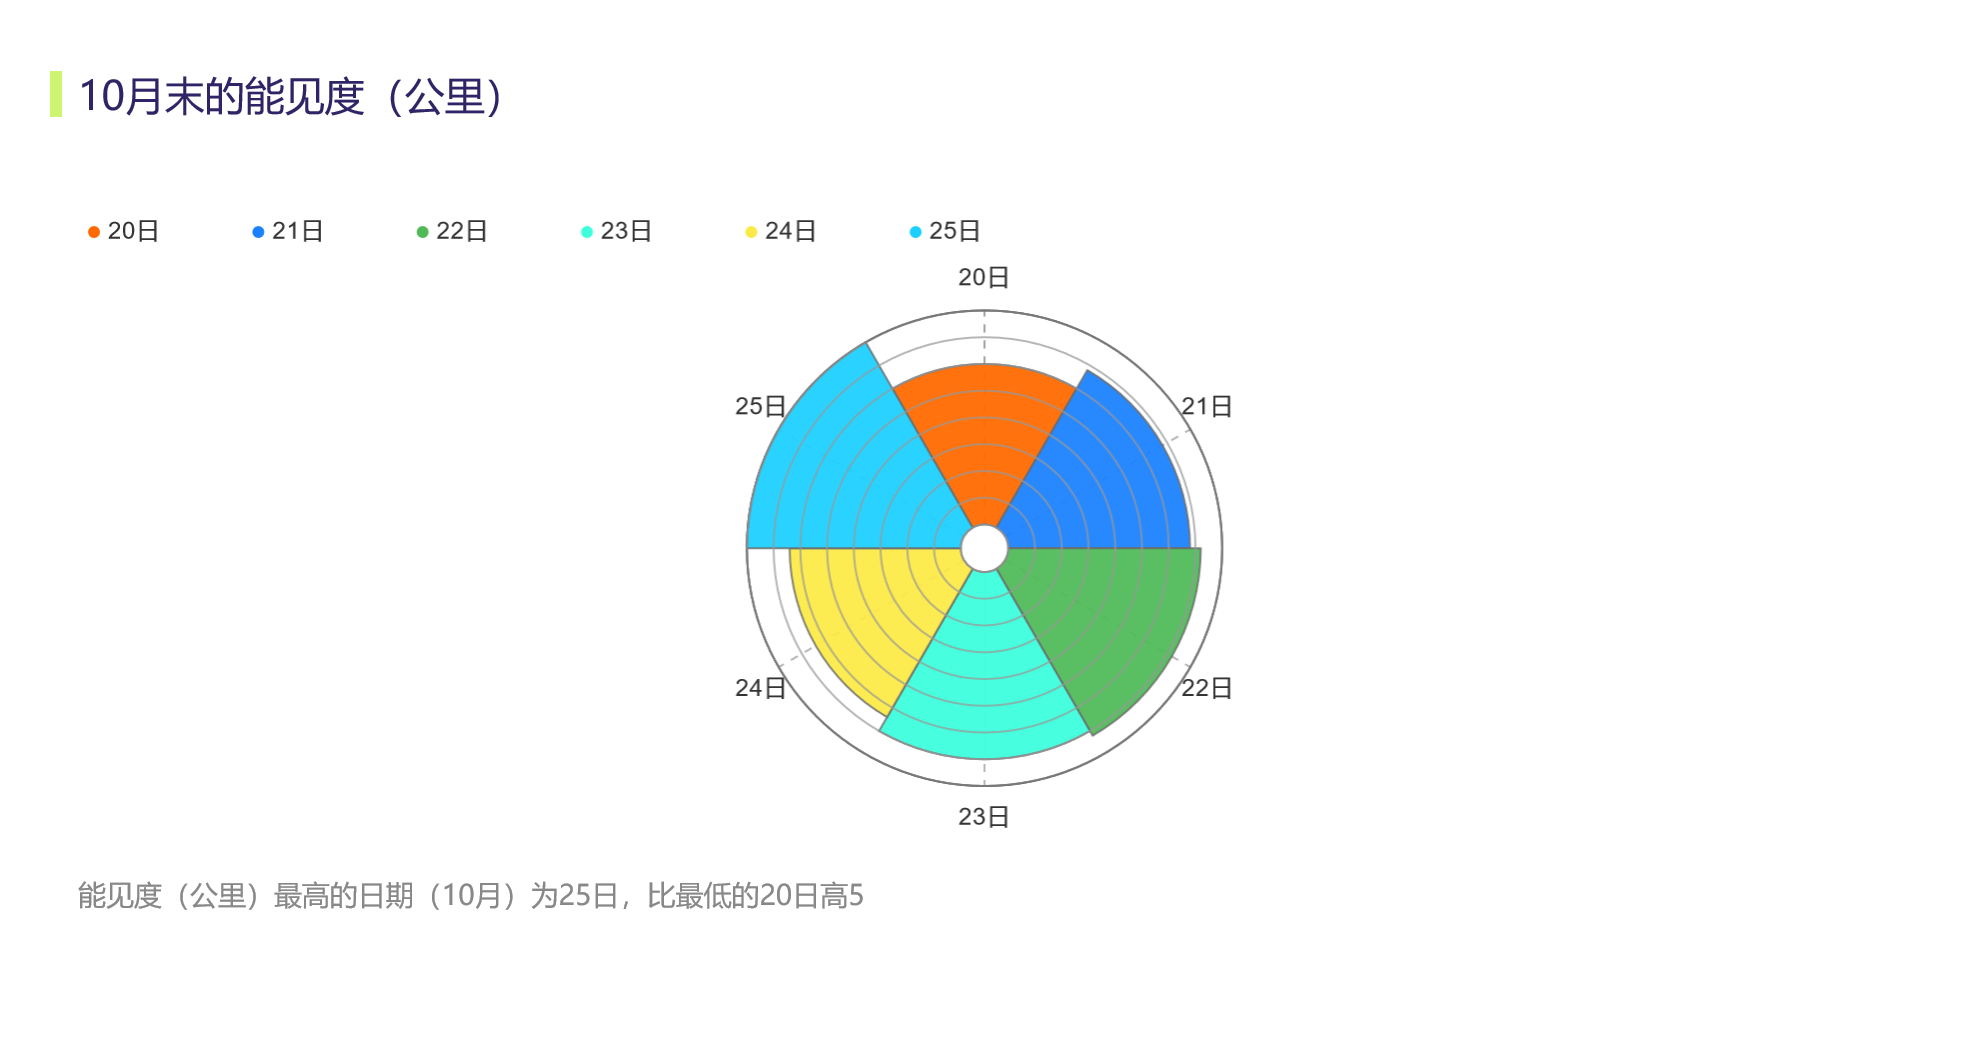 10月末的能见度（公里）
20日 21日 22日 23日 24日 25日
20日
25日 21日
24日 22日
23日
能见度（公里）最高的日期（10月）为25日，比最低的20日高5